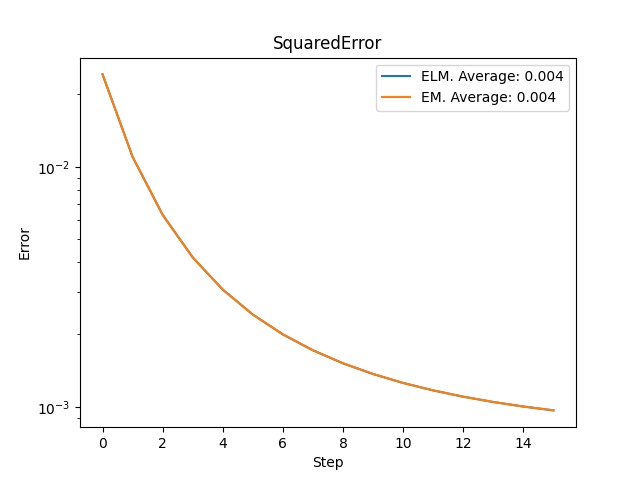 SquaredError
ELM. Average: 0.004
EM. Average: 0.004
10⁻²
10⁻³
Error
0 2 4 6 8 10 12 14
Step